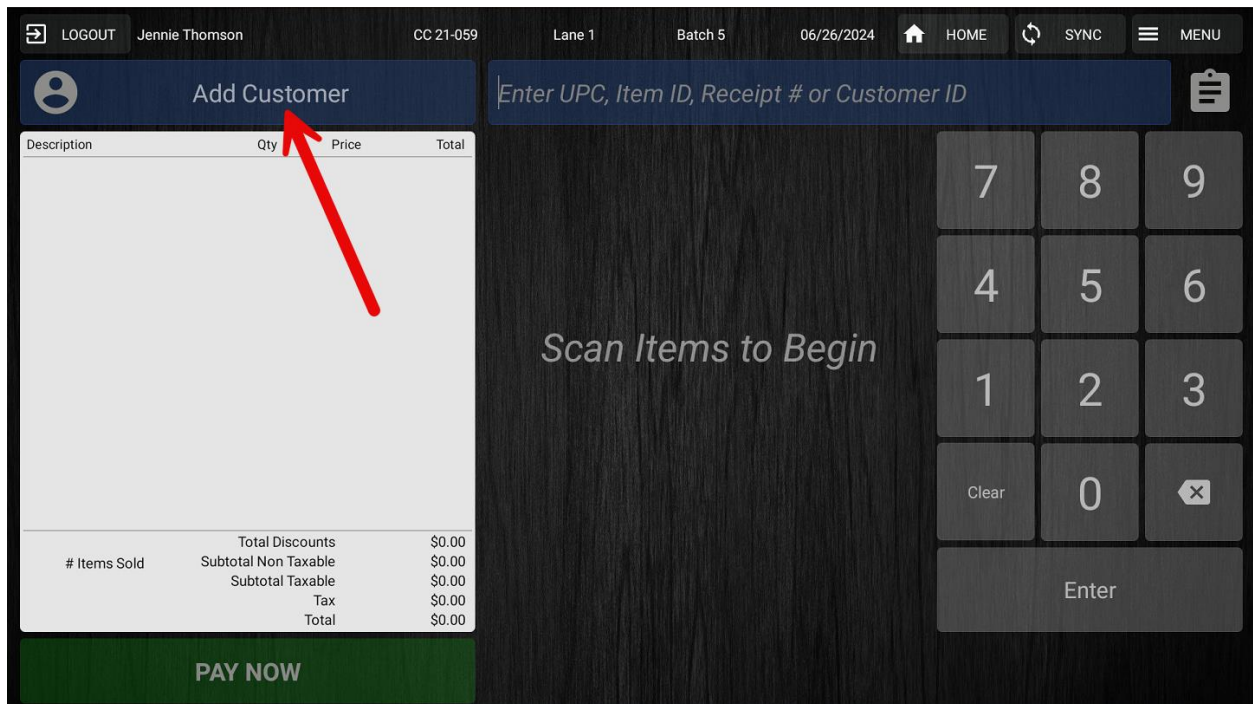 LOGOUT Jennie Thomson CC 21-059 Lane 1 Batch 5 06/26/2024 HOME SYNC MENU
Add Customer
Enter UPC, Item ID, Receipt # or Customer ID
Description Qty Price Total
Scan Items to Begin
7 8 9
4 5 6
1 2 3
Clear 0
Enter
Total Discounts $0.00
# Items Sold Subtotal Non Taxable $0.00
Subtotal Taxable $0.00
Tax $0.00
Total $0.00
PAY NOW